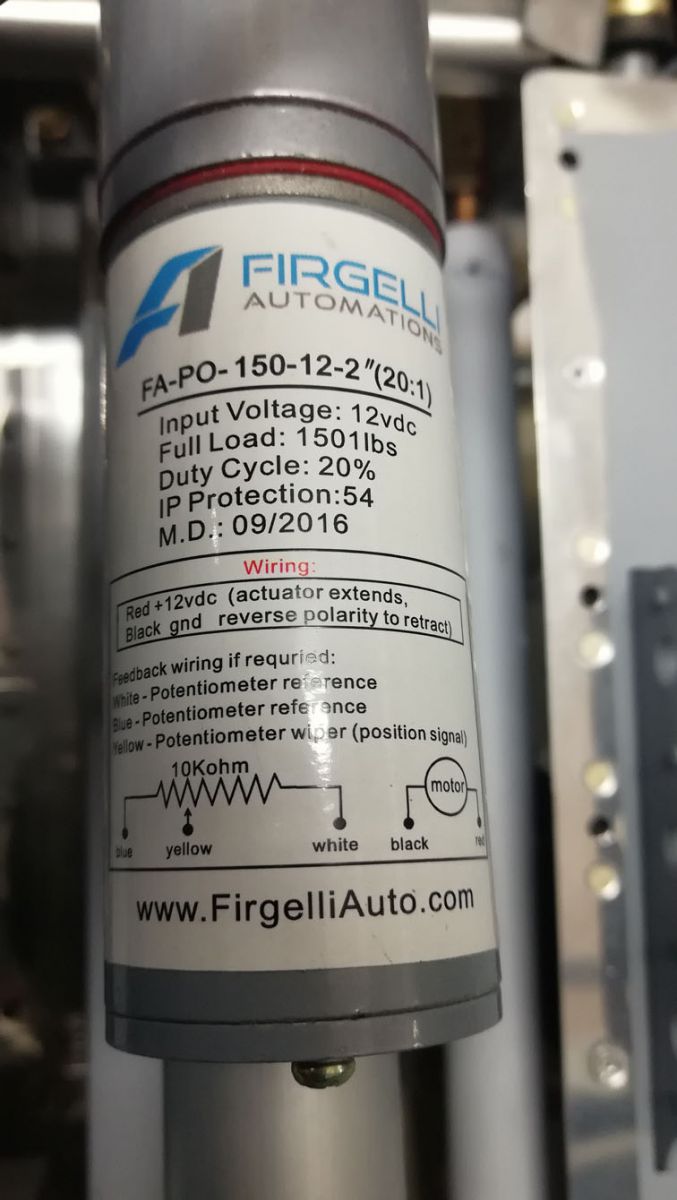 FIRGELLI
AUTOMATIONS
FA-PO-150-12-2"(20:1)
Input Voltage: 12vdc
Full Load: 150lbs
Duty Cycle: 20%
IP Protection:54
M.D.: 09/2016
Wiring:
Red +12vdc (actuator extends,
Black gnd reverse polarity to retract)
Feedback wiring if requried:
White - Potentiometer reference
Blue - Potentiometer reference
Yellow - Potentiometer wiper (position signal)
10Kohm
motor
blue
yellow
white
black
red
www.FirgelliAuto.com